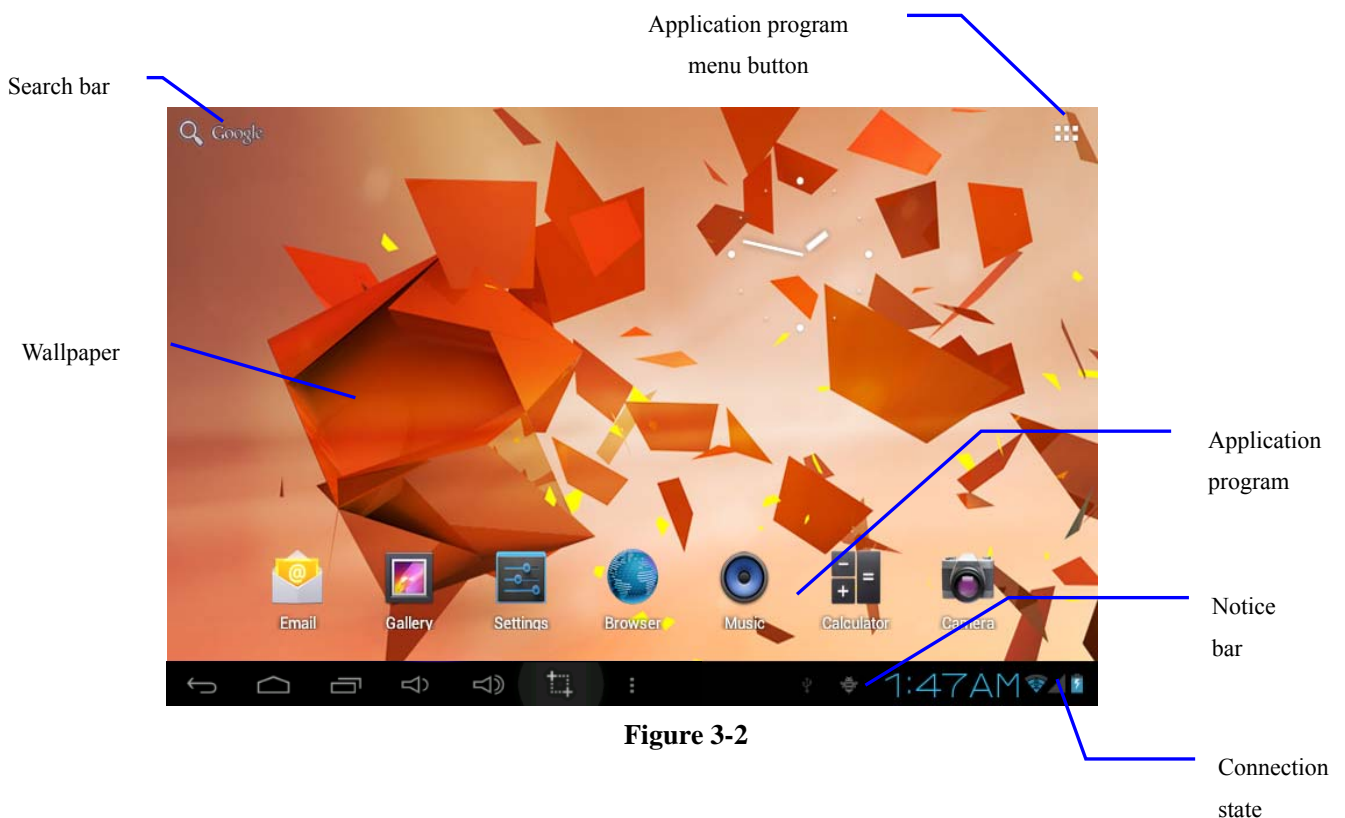 Application program
menu button
Search bar
Google
Wallpaper
Application
program
Email
Gallery
Settings
Browser
Music
Calculator
Camera
Notice
bar
1:47AM
Figure 3-2
Connection
state